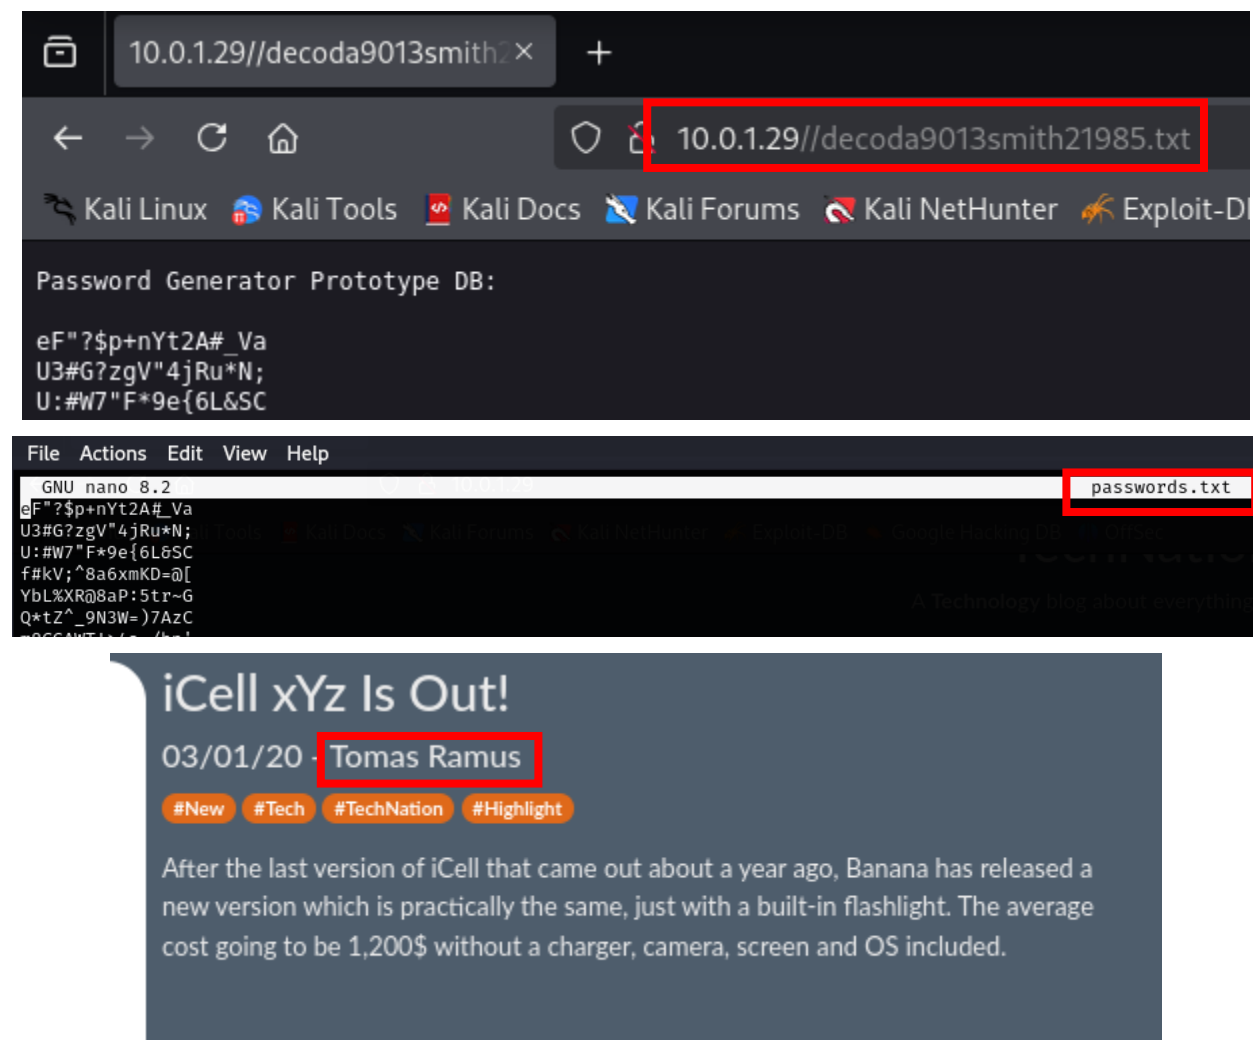 10.0.1.29//decoda9013smith2
10.0.1.29//decoda9013smith21985.txt
Kali Linux Kali Tools Kali Docs Kali Forums Kali NetHunter
Password Generator Prototype DB:
eF"?$p+nYt2A#_Va
U3#G?zgV"4jRu*N;
U:#W7"F*9e{6L&SC
File Actions Edit View Help
GNU nano 8.2 passwords.txt
eF"?$p+nYt2A#_Va
U3#G?zgV"4jRu*N;
U:#W7"F*9e{6L&SC
f#kV;^8a6xmKD=@[
YbL%XR@8aP:5tr~G
Q*tZ^_9N3W=)7AzC
A Technology blog about everything
iCell xYz Is Out!
03/01/20 - Tomas Ramus
#New #Tech #TechNation #Highlight
After the last version of iCell that came out about a year ago, Banana has released a
new version which is practically the same, just with a built-in flashlight. The average
cost going to be 1,200$ without a charger, camera, screen and OS included.